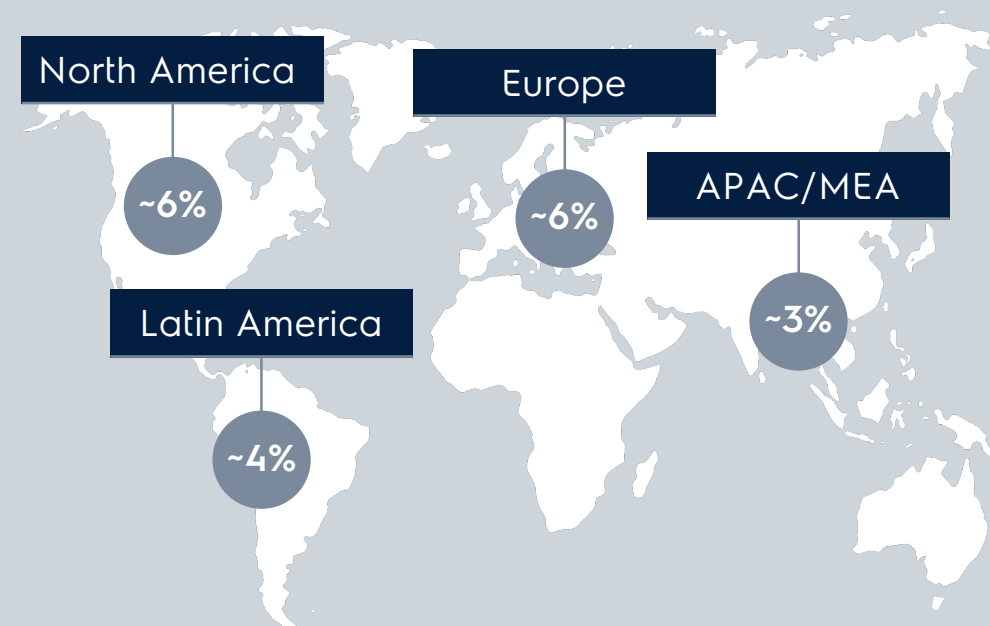 North America
~6%
Europe
~6%
APAC/MEA
~3%
Latin America
~4%